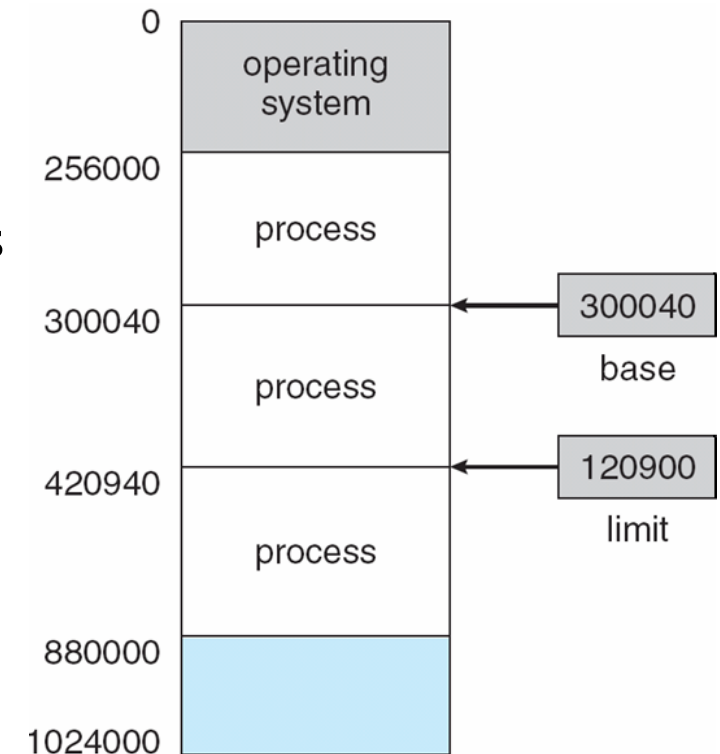 0
operating
system
256000
process
300040
300040
base
process
420940
120900
limit
process
880000
1024000